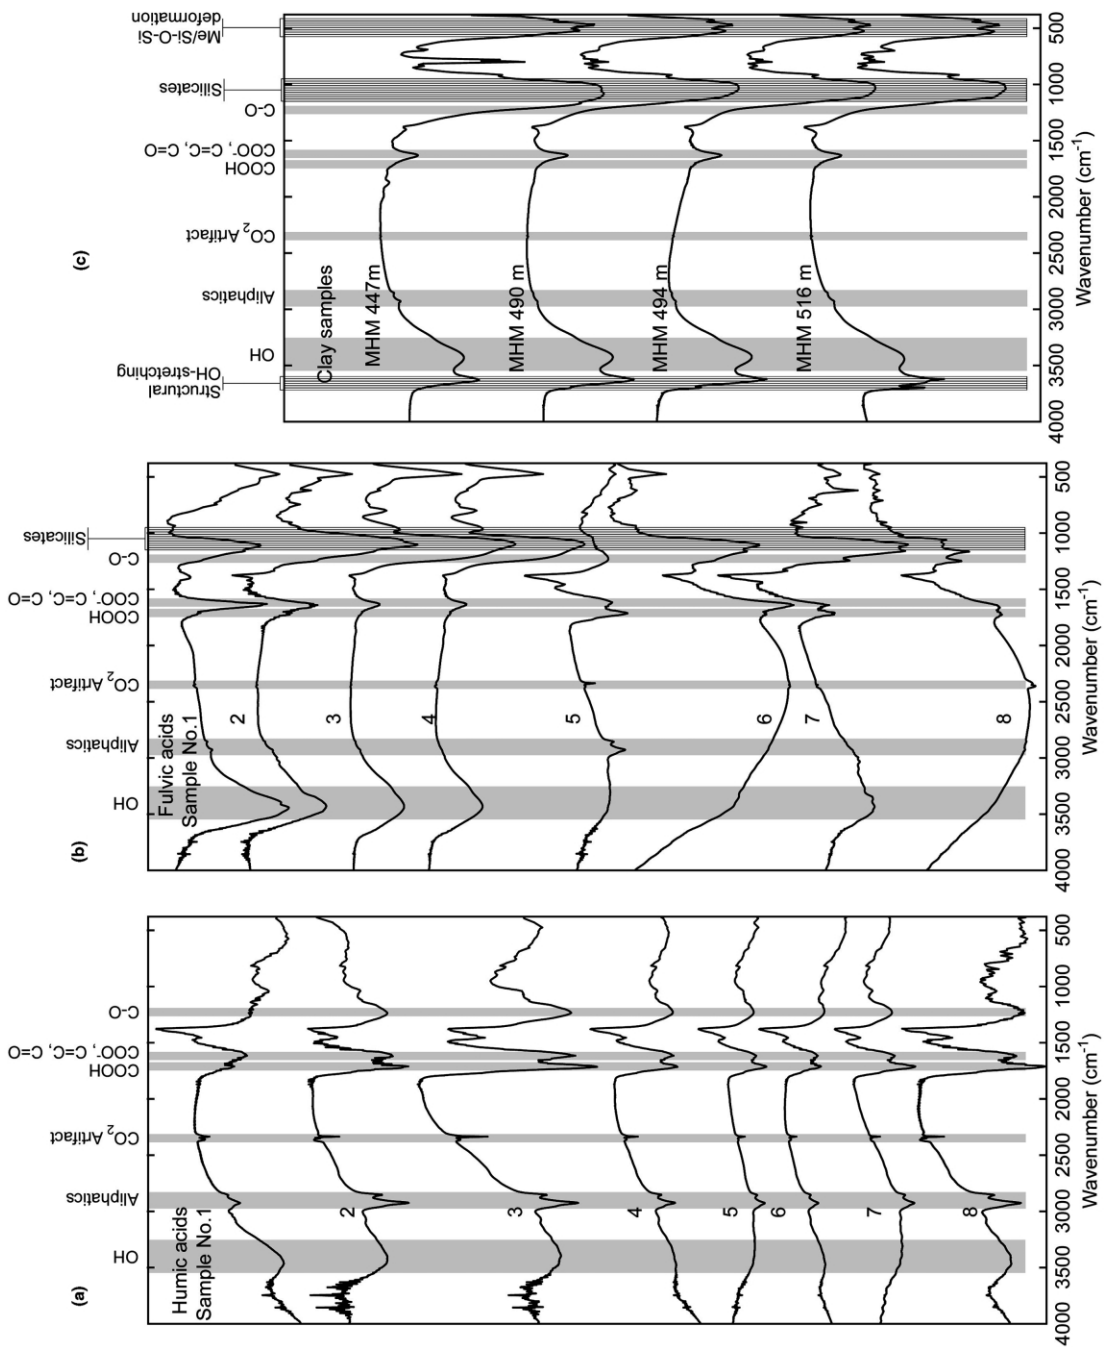 (a)
OH
Aliphatics
CO2 Artifact
COOH
COO-, C=C, C=O
C-O
Humic acids
Sample No.1
2
3
4
5
6
7
8
4000 3500 3000 2500 2000 1500 1000 500
Wavenumber (cm-1)
(b)
OH
Aliphatics
CO2 Artifact
COOH
COO-, C=C, C=O
C-O
Silicates
Fulvic acids
Sample No.1
2
3
4
5
6
7
8
4000 3500 3000 2500 2000 1500 1000 500
Wavenumber (cm-1)
(c)
Structural
OH-stretching
OH
Aliphatics
CO2 Artifact
COOH
COO-, C=C, C=O
C-O
Silicates
Me/Si-O-Si
deformation
Clay samples
MHM 447m
MHM 490 m
MHM 494 m
MHM 516 m
4000 3500 3000 2500 2000 1500 1000 500
Wavenumber (cm-1)